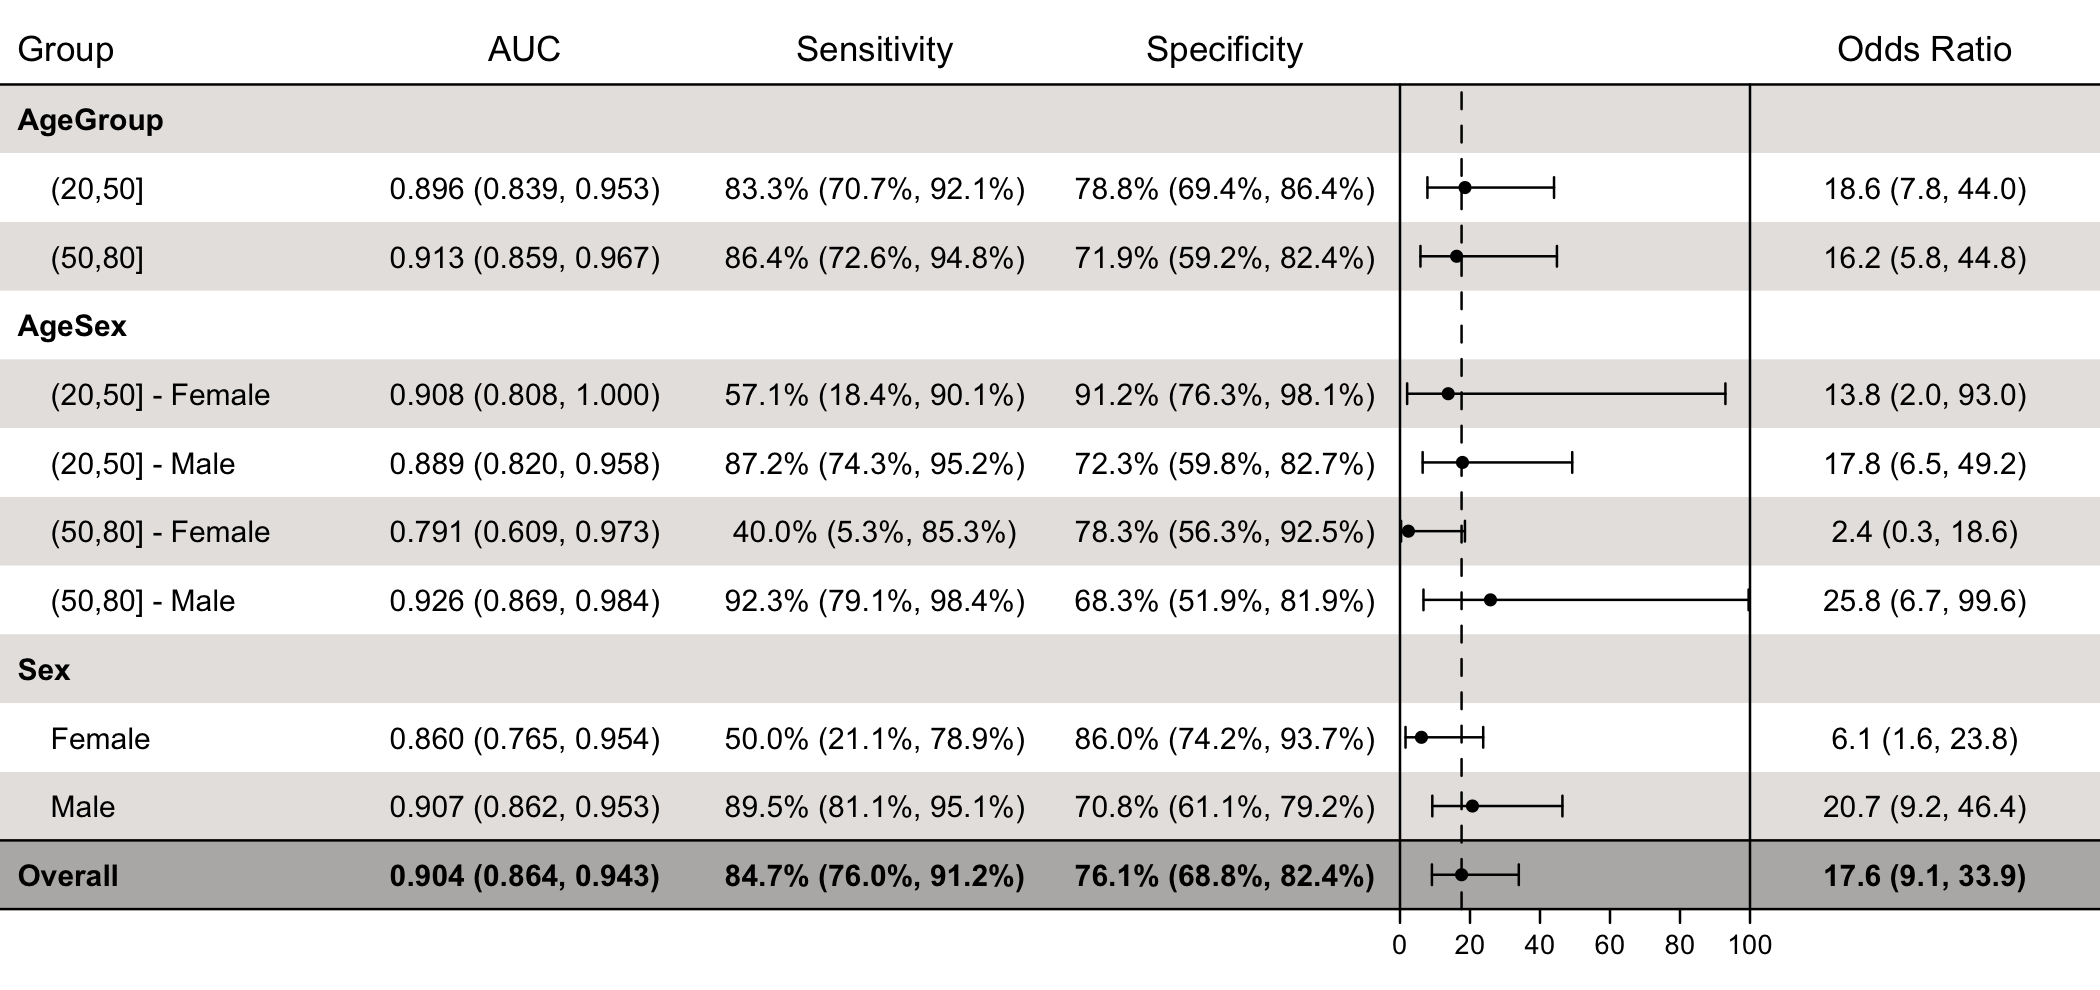 Group AUC Sensitivity Specificity Odds Ratio
AgeGroup
(20,50] 0.896 (0.839, 0.953) 83.3% (70.7%, 92.1%) 78.8% (69.4%, 86.4%) 18.6 (7.8, 44.0)
(50,80] 0.913 (0.859, 0.967) 86.4% (72.6%, 94.8%) 71.9% (59.2%, 82.4%) 16.2 (5.8, 44.8)
AgeSex
(20,50] - Female 0.908 (0.808, 1.000) 57.1% (18.4%, 90.1%) 91.2% (76.3%, 98.1%) 13.8 (2.0, 93.0)
(20,50] - Male 0.889 (0.820, 0.958) 87.2% (74.3%, 95.2%) 72.3% (59.8%, 82.7%) 17.8 (6.5, 49.2)
(50,80] - Female 0.791 (0.609, 0.973) 40.0% (5.3%, 85.3%) 78.3% (56.3%, 92.5%) 2.4 (0.3, 18.6)
(50,80] - Male 0.926 (0.869, 0.984) 92.3% (79.1%, 98.4%) 68.3% (51.9%, 81.9%) 25.8 (6.7, 99.6)
Sex
Female 0.860 (0.765, 0.954) 50.0% (21.1%, 78.9%) 86.0% (74.2%, 93.7%) 6.1 (1.6, 23.8)
Male 0.907 (0.862, 0.953) 89.5% (81.1%, 95.1%) 70.8% (61.1%, 79.2%) 20.7 (9.2, 46.4)
Overall 0.904 (0.864, 0.943) 84.7% (76.0%, 91.2%) 76.1% (68.8%, 82.4%) 17.6 (9.1, 33.9)
0 20 40 60 80 100